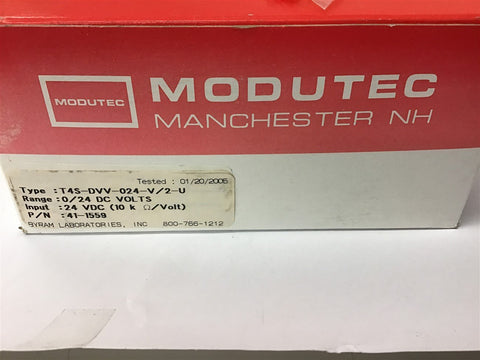 MODUTEC
MODUTEC
MANCHESTER NH
Tested : 01/20/2005
Type : T4S-DVV-024-V/2-U
Range : 0/24 DC VOLTS
Input : 24 VDC (10 k Ω/Volt)
P/N : 41-1559
BYRAM LABORATORIES, INC 800-766-1212